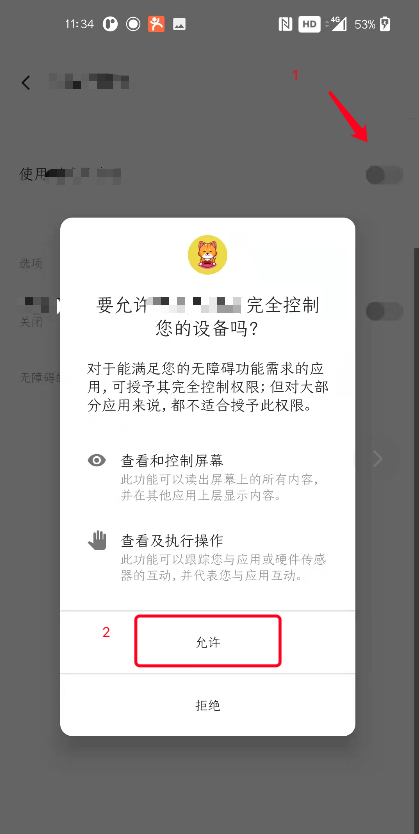 11:34
HD
4G
53%
1
使用
选项
关闭
要允许 完全控制
您的设备吗?
对于能满足您的无障碍功能需求的应
用,可授予其完全控制权限;但对大部
分应用来说,都不适合授予此权限。
查看和控制屏幕
此功能可以读出屏幕上的所有内容,
并在其他应用上层显示内容。
查看及执行操作
此功能可以跟踪您与应用或硬件传感
器的互动,并代表您与应用互动。
2
允许
拒绝